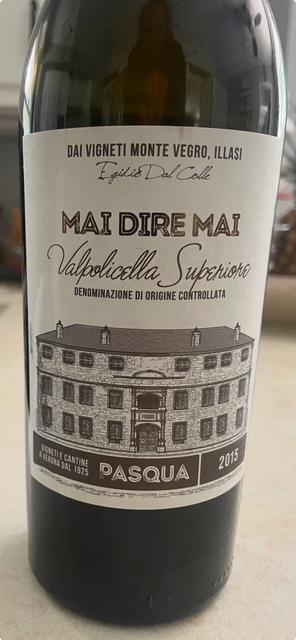 DAI VIGNETI MONTE VEGRO, ILLASI
Egidio Dal Colle
MAI DIRE MAI
Valpolicella Superiore
DENOMINAZIONE DI ORIGINE CONTROLLATA
VIGNETI E CANTINE
A VERONA DAL 1925
PASQUA
2015